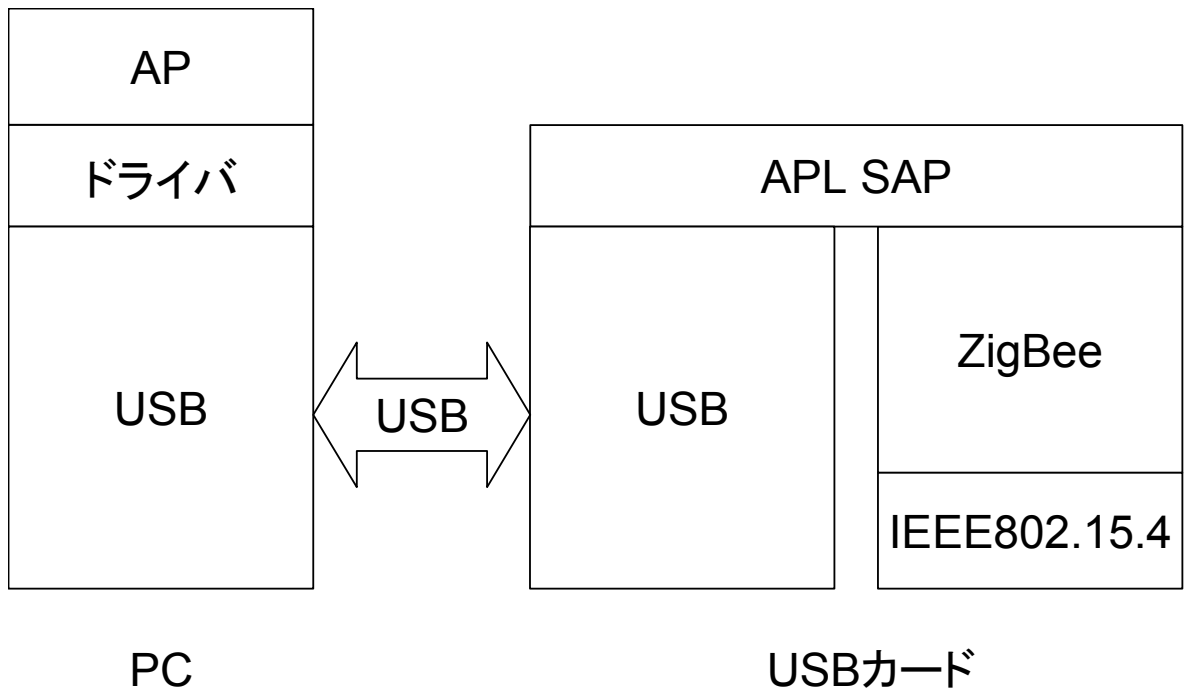 AP
ドライバ
USB
USB
APL SAP
USB
ZigBee
IEEE802.15.4
PC
USBカード